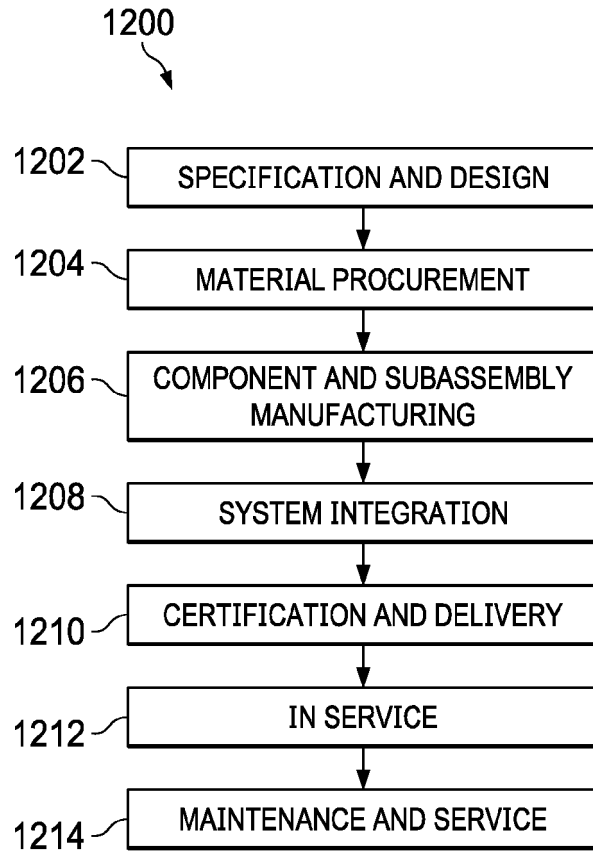 1200
1202
SPECIFICATION AND DESIGN
1204
MATERIAL PROCUREMENT
1206
COMPONENT AND SUBASSEMBLY
MANUFACTURING
1208
SYSTEM INTEGRATION
1210
CERTIFICATION AND DELIVERY
1212
IN SERVICE
1214
MAINTENANCE AND SERVICE